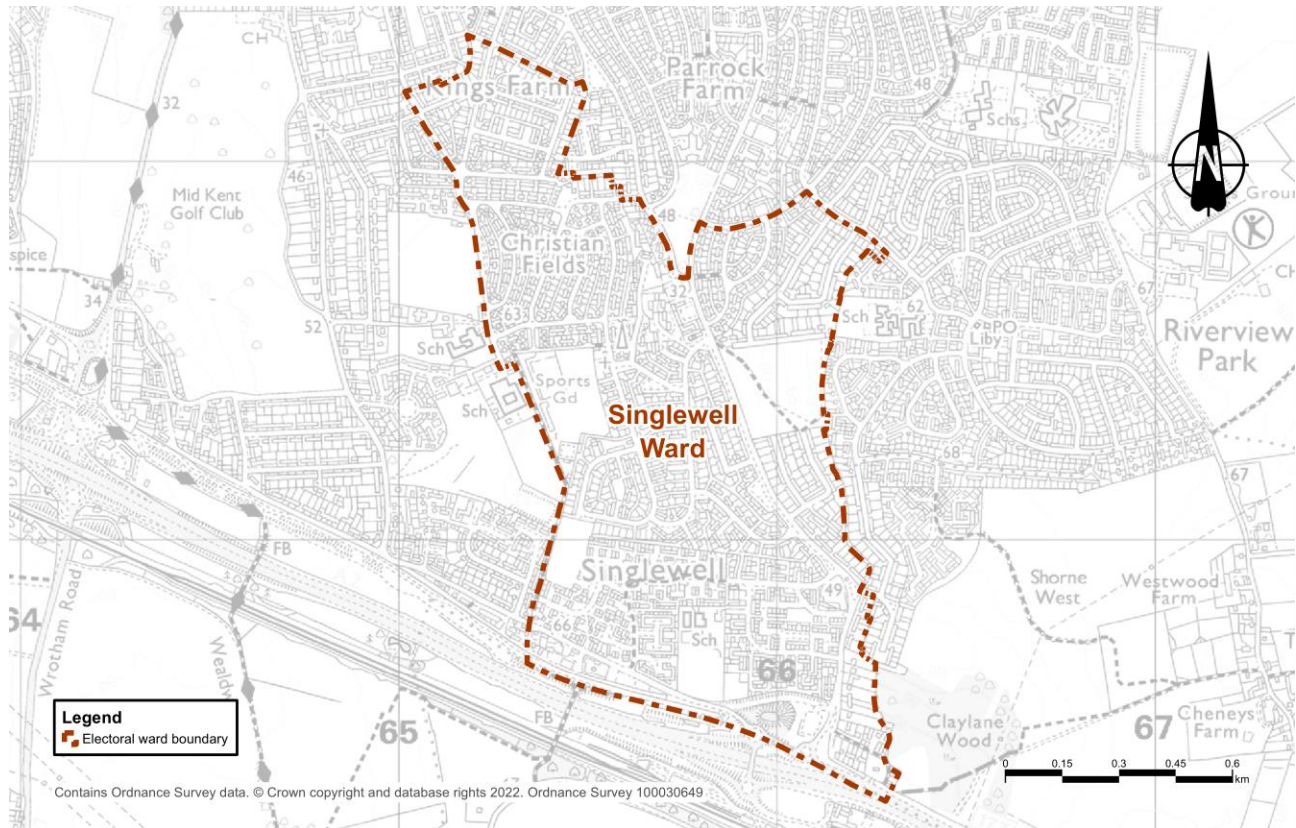 CH
Parrock
Farm
Kings Farm
32
48
Schs
N
46
Mid Kent
Golf Club
48
Christian
Fields
spice
34
32
67
CH
63
52
Sch
Sch
PO
Liby
Riverview
Park
Sports
Gd
Sch
Singlewell
Ward
68
67
FB
Singlewell
Shorne
West
Westwood
Farm
49
64
Wrotham Road
66
Sch
66
Legend
Electoral ward boundary
65
FB
Claylane
Wood
67
Cheneys
Farm
0 0.15 0.3 0.45 0.6
km
Contains Ordnance Survey data. © Crown copyright and database rights 2022. Ordnance Survey 100030649